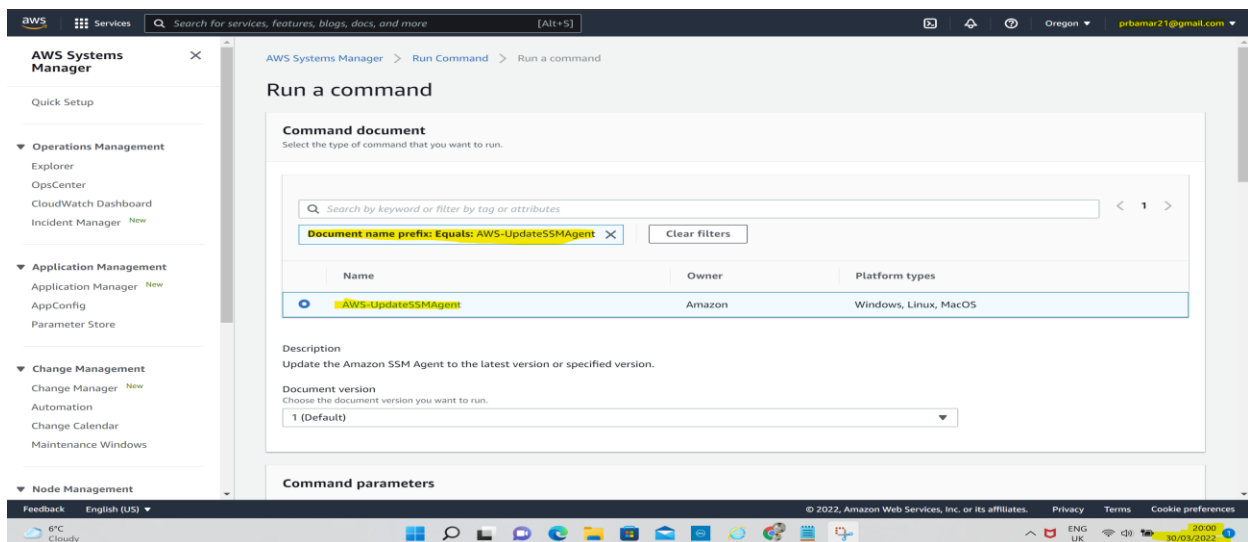 aws Services Search for services, features, blogs, docs, and more [Alt+S] Oregon prbamar21@gmail.com
AWS Systems Manager
Quick Setup
Operations Management
Explorer
OpsCenter
CloudWatch Dashboard
Incident Manager New
Application Management
Application Manager New
AppConfig
Parameter Store
Change Management
Change Manager New
Automation
Change Calendar
Maintenance Windows
Node Management
AWS Systems Manager > Run Command > Run a command
Run a command
Command document
Select the type of command that you want to run.
Search by keyword or filter by tag or attributes
< 1 >
Document name prefix: Equals: AWS-UpdateSSMAgent Clear filters
Name Owner Platform types
AWS-UpdateSSMAgent Amazon Windows, Linux, MacOS
Description
Update the Amazon SSM Agent to the latest version or specified version.
Document version
Choose the document version you want to run.
1 (Default)
Command parameters
Feedback English (US) © 2022, Amazon Web Services, Inc. or its affiliates. Privacy Terms Cookie preferences
6°C
Cloudy
ENG
UK
20:00
30/03/2022
1